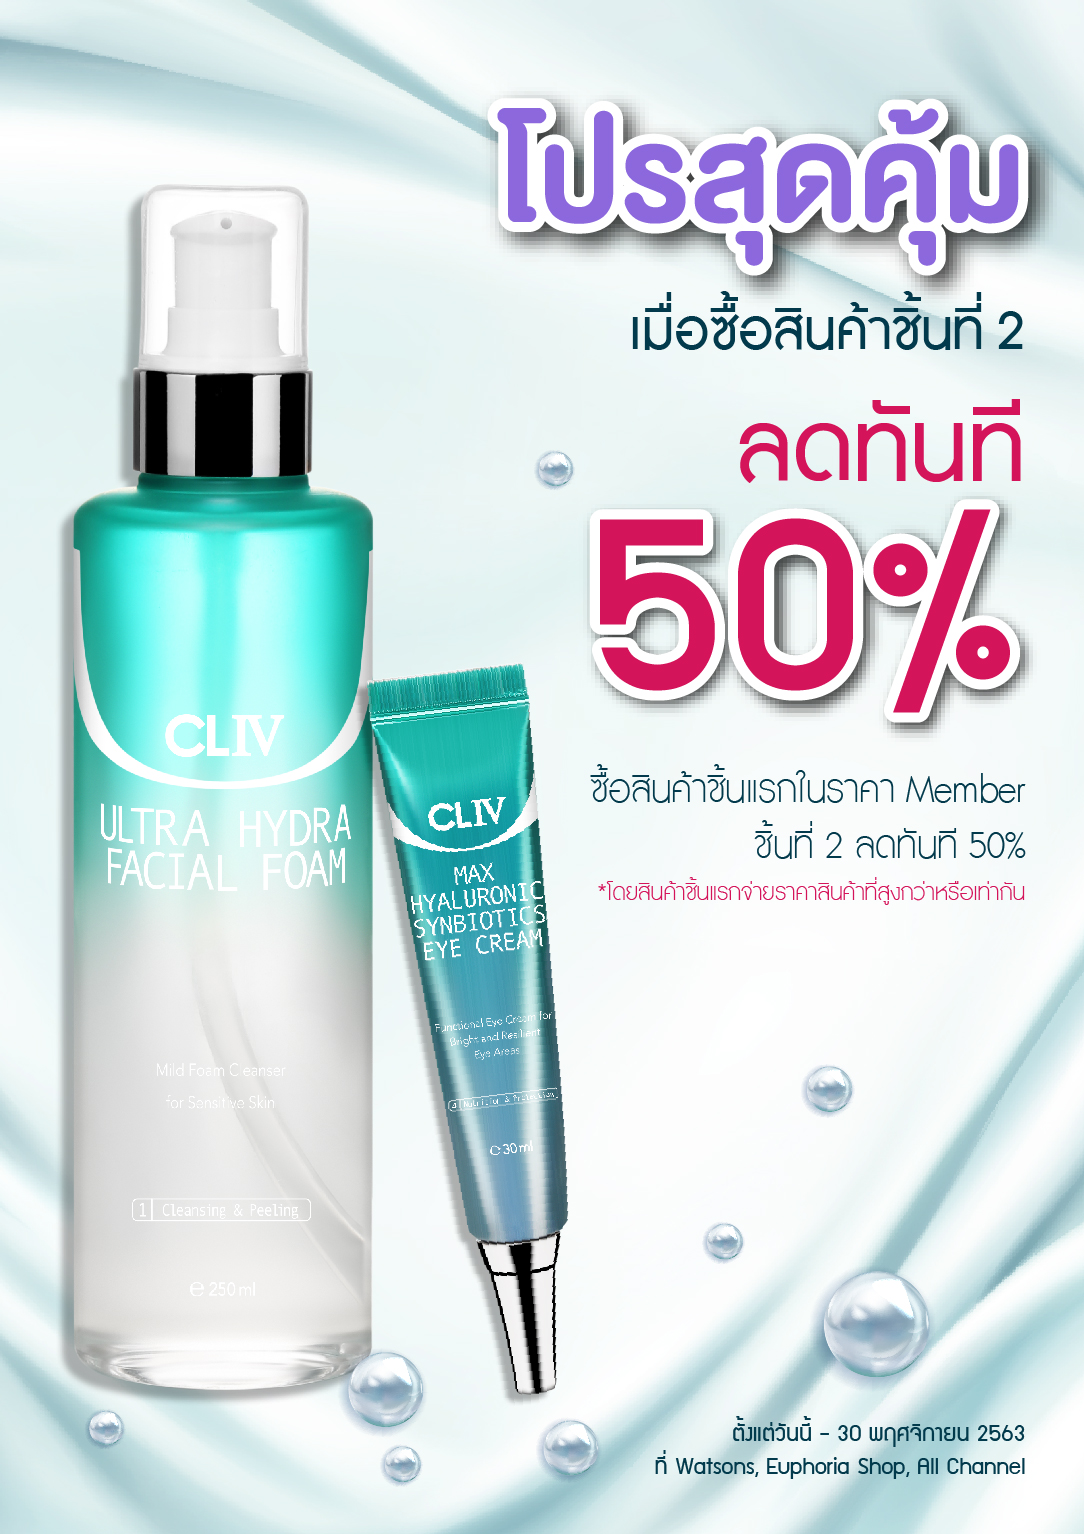 โปรสุดคุ้ม
เมื่อซื้อสินค้าชิ้นที่ 2
ลดทันที
50%
ซื้อสินค้าชิ้นแรกในราคา Member
ชิ้นที่ 2 ลดทันที 50%
*โดยสินค้าชิ้นแรกจ่ายราคาสินค้าที่สูงกว่าหรือเท่ากัน
CLIV
ULTRA HYDRA
FACIAL FOAM
Mild Foam Cleanser
for Sensitive Skin
1 Cleansing & Peeling
℮ 250 ml
CLIV
MAX
HYALURONIC
SYNBIOTICS
EYE CREAM
Functional Eye Cream for
Bright and Resilient
Eye Areas
4 Nutrition & Protection
℮ 30 ml
ตั้งแต่วันนี้ - 30 พฤศจิกายน 2563
ที่ Watsons, Euphoria Shop, All Channel